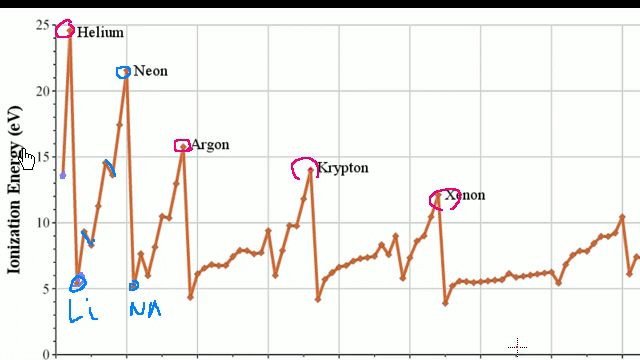 25
Helium
Neon
20
Argon
15
Krypton
Xenon
10
5
Li
NA
0
Ionization Energy (eV)